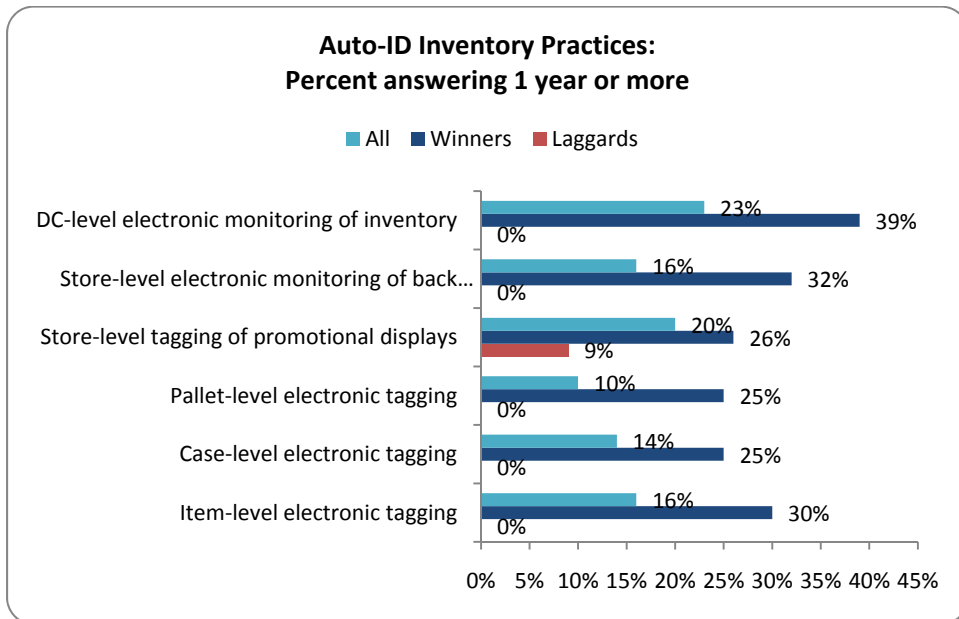 Auto-ID Inventory Practices:
Percent answering 1 year or more
All Winners Laggards
DC-level electronic monitoring of inventory
23%
39%
0%
Store-level electronic monitoring of back...
16%
32%
0%
Store-level tagging of promotional displays
20%
26%
9%
Pallet-level electronic tagging
10%
25%
0%
Case-level electronic tagging
14%
25%
0%
Item-level electronic tagging
16%
30%
0%
0% 5% 10% 15% 20% 25% 30% 35% 40% 45%